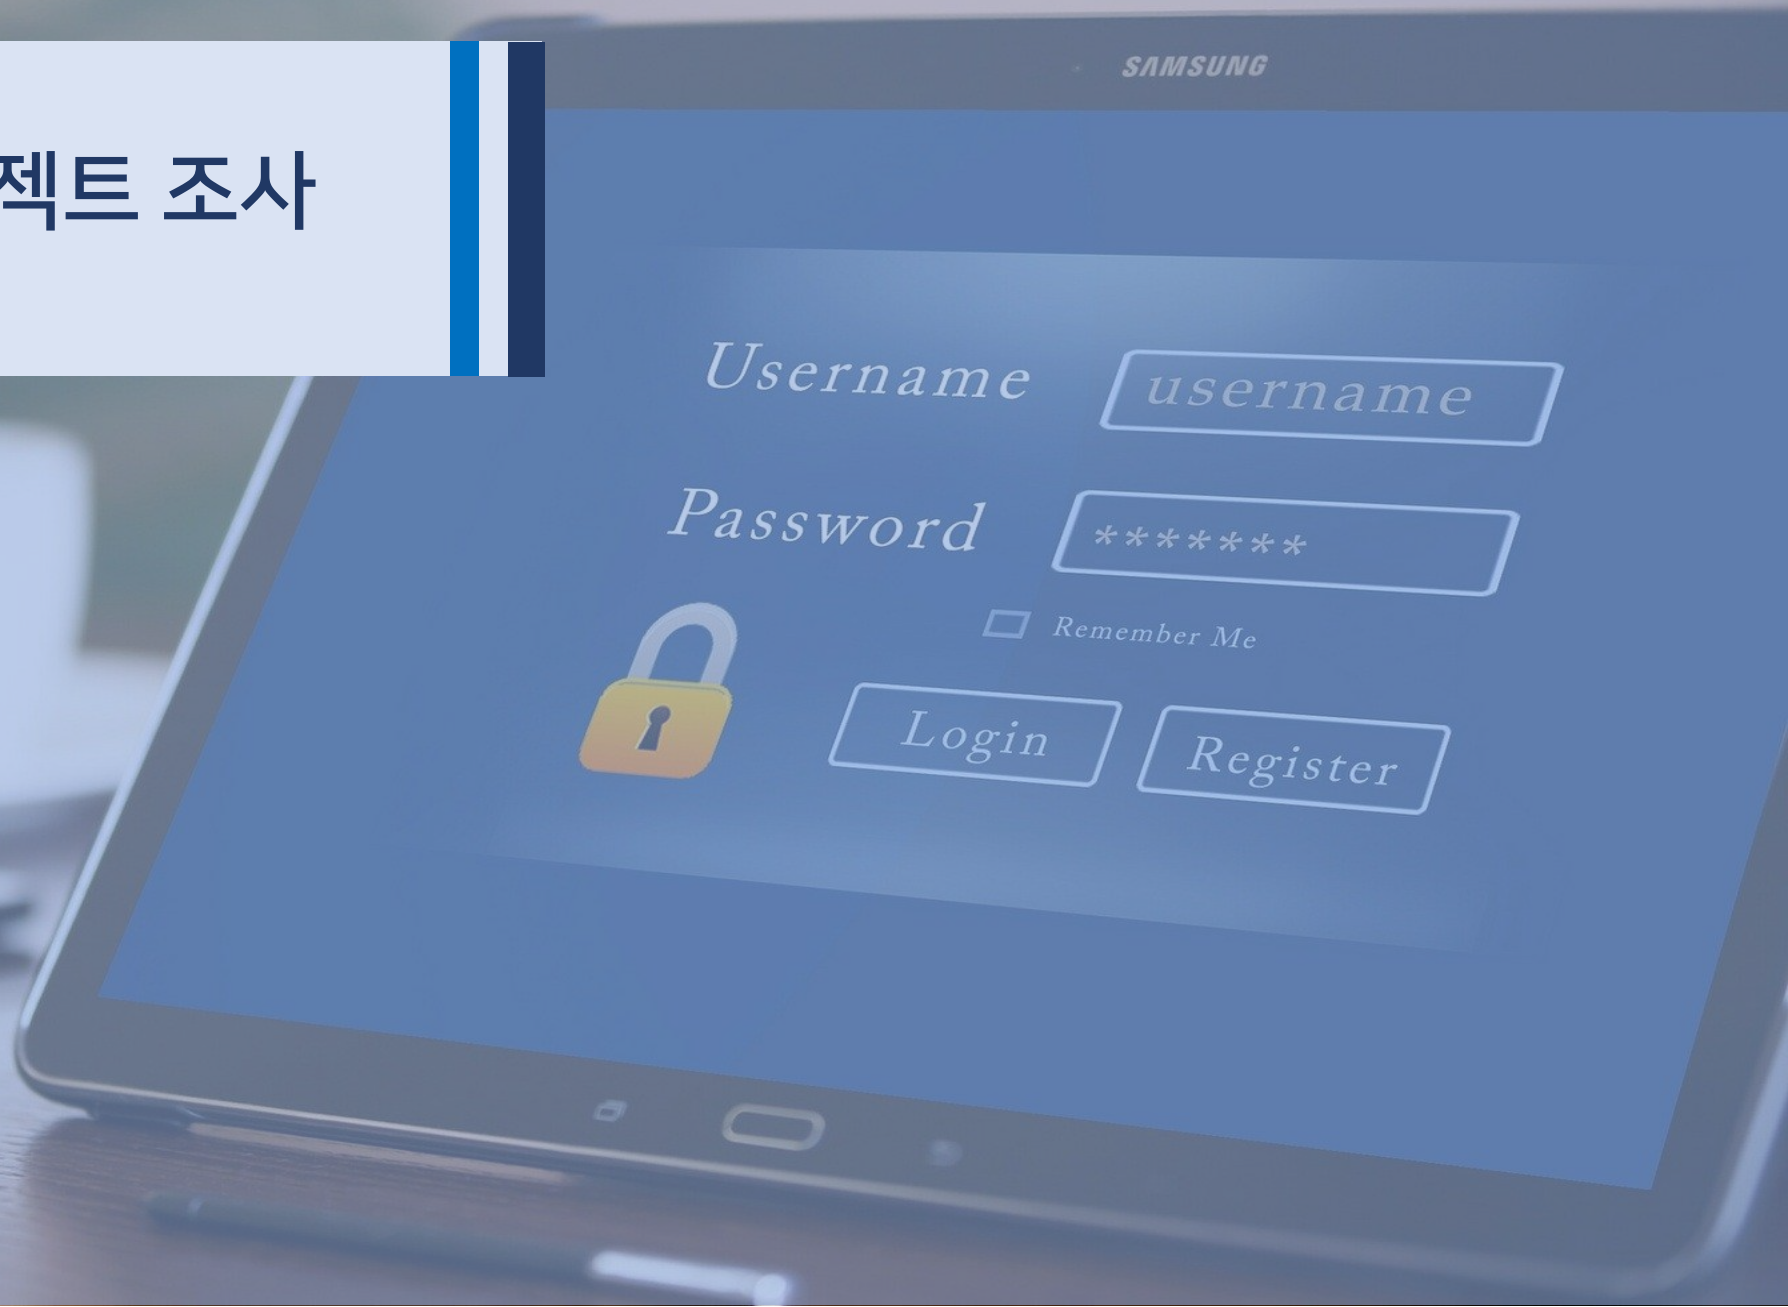 젝트 조사
SAMSUNG
Username username
Password *******
Remember Me
Login Register